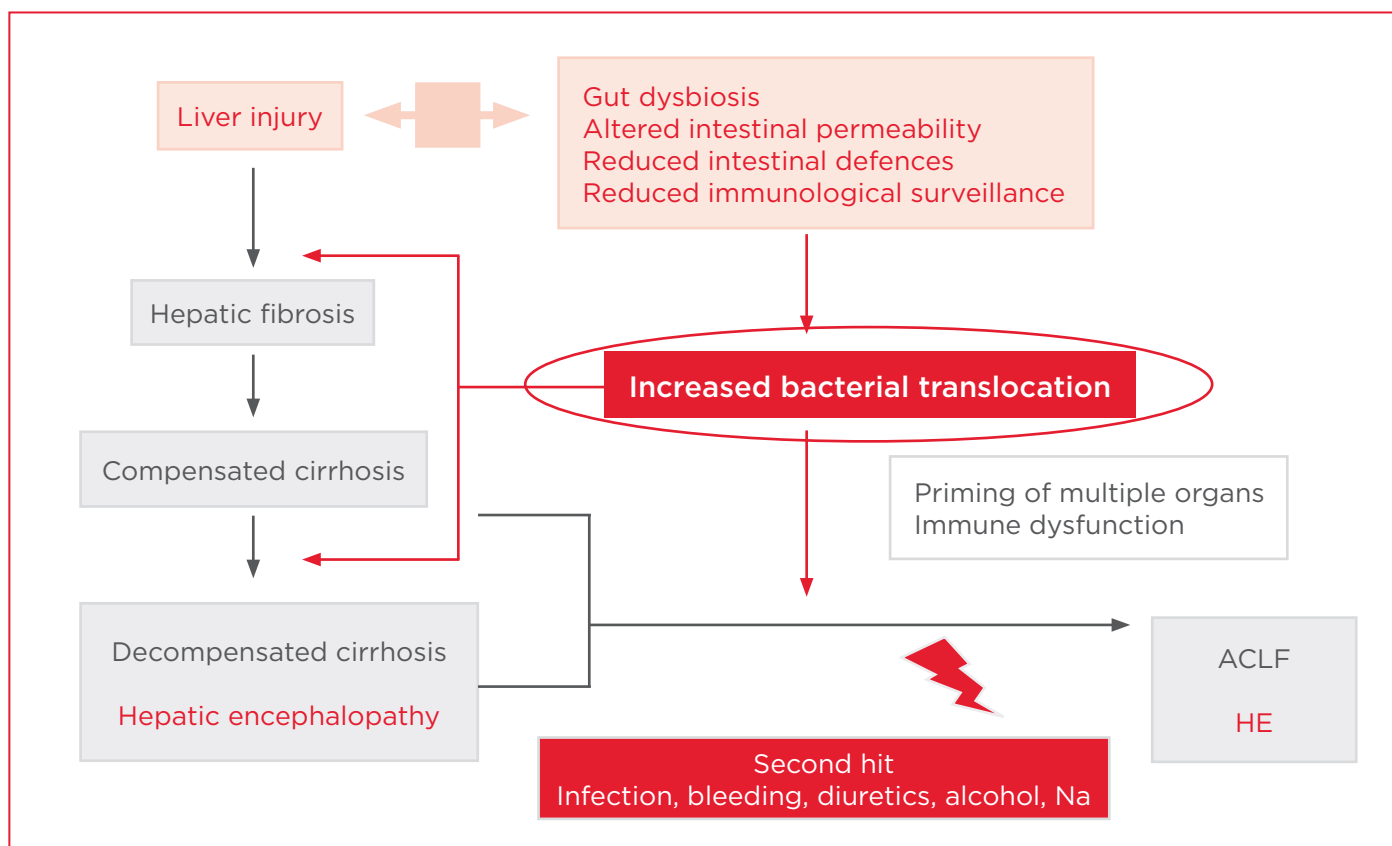 Liver injury
Gut dysbiosis
Altered intestinal permeability
Reduced intestinal defences
Reduced immunological surveillance
Hepatic fibrosis
Increased bacterial translocation
Compensated cirrhosis
Priming of multiple organs
Immune dysfunction
Decompensated cirrhosis
Hepatic encephalopathy
ACLF
HE
Second hit
Infection, bleeding, diuretics, alcohol, Na